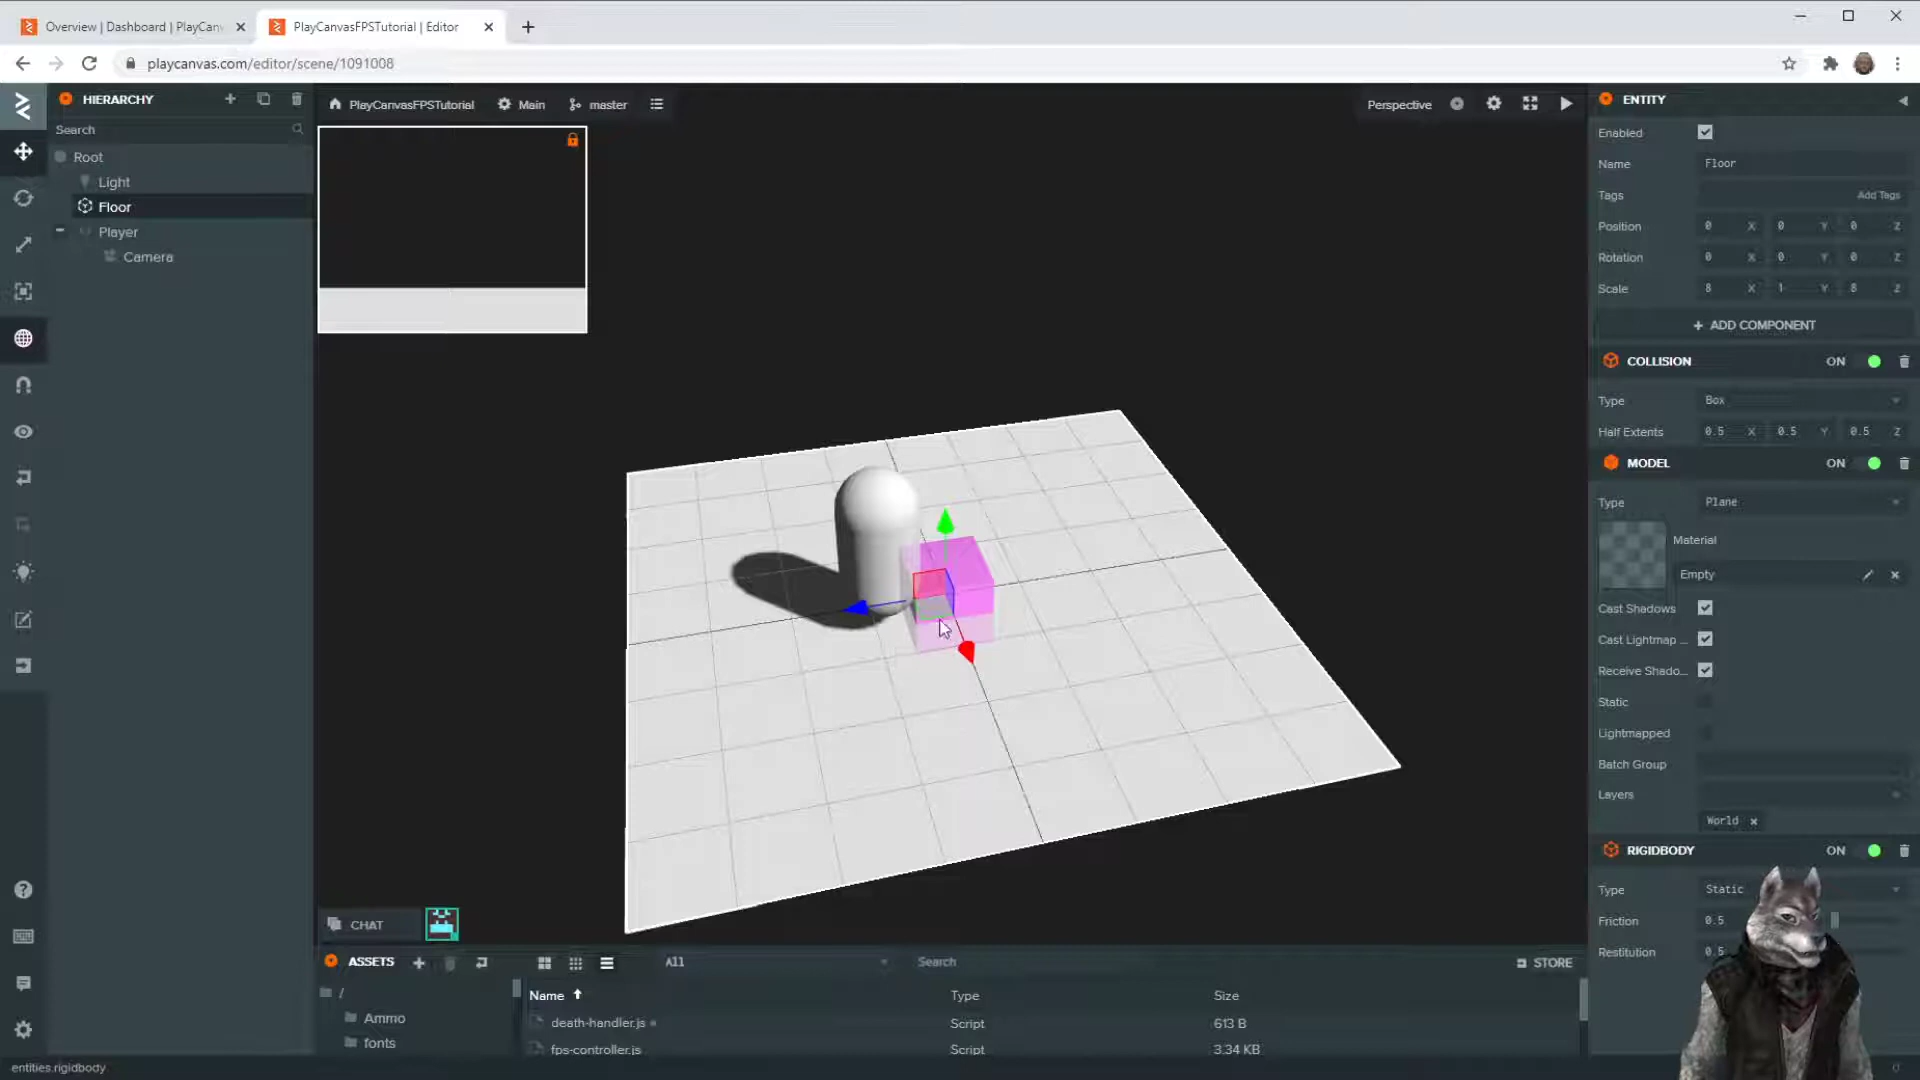 Overview | Dashboard | PlayCanv
PlayCanvasFPSTutorial | Editor
playcanvas.com/editor/scene/1091008
HIERARCHY
Search
Root
Light
Floor
Player
Camera
PlayCanvasFPSTutorial
Main
master
Perspective
ENTITY
Enabled
Name Floor
Tags Add Tags
Position 0 X 0 Y 0 Z
Rotation 0 X 0 Y 0 Z
Scale 8 X 1 Y 8 Z
+ ADD COMPONENT
COLLISION ON
Type Box
Half Extents 0.5 X 0.5 Y 0.5 Z
MODEL ON
Type Plane
Material
Empty
Cast Shadows
Cast Lightmap ...
Receive Shado...
Static
Lightmapped
Batch Group
Layers
World
RIGIDBODY ON
Type Static
Friction 0.5
Restitution 0.5
CHAT
ASSETS
All
Search
STORE
/
Ammo
fonts
Name Type Size
death-handler.js Script 613 B
fps-controller.js Script 3.34 KB
entities.rigidbody